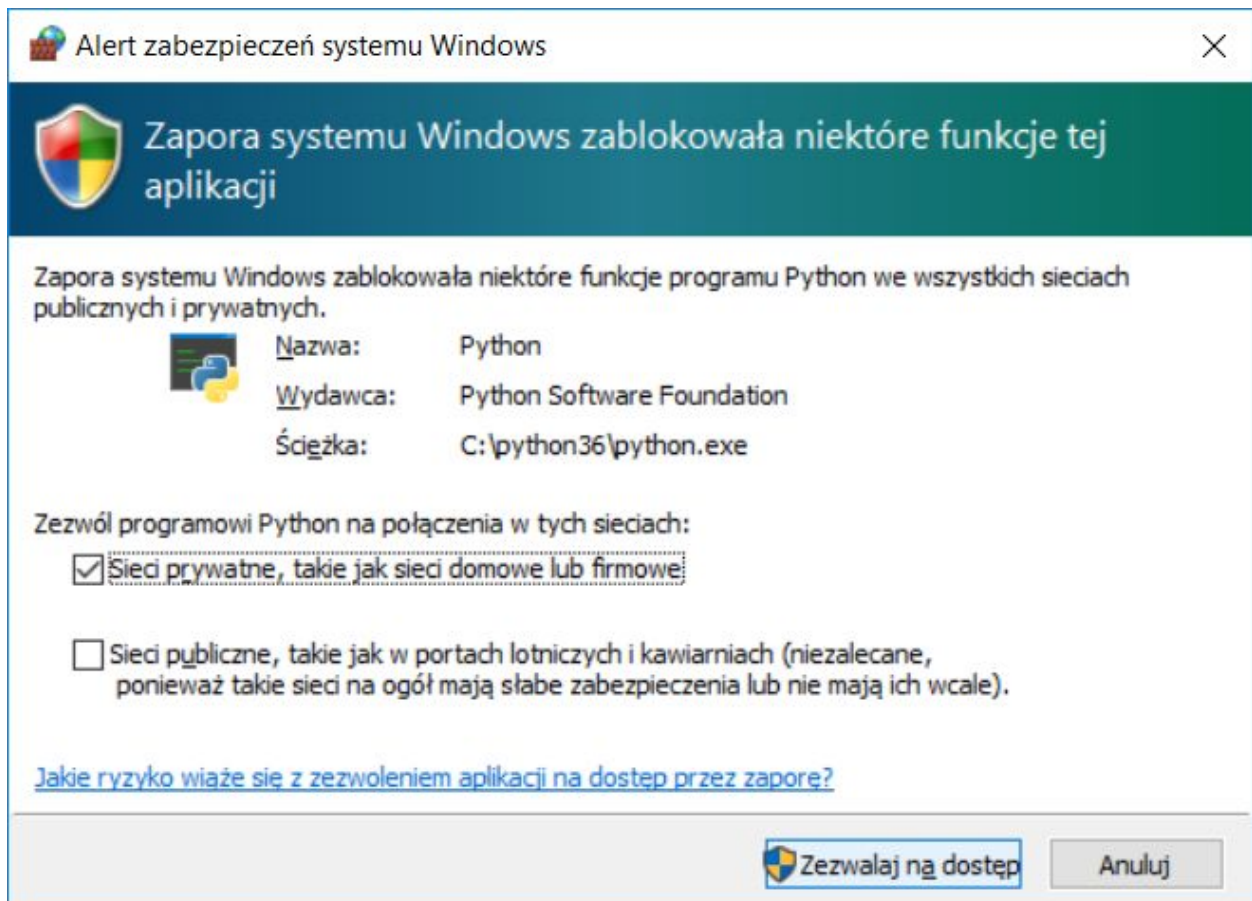 Alert zabezpieczeń systemu Windows
Zapora systemu Windows zablokowała niektóre funkcje tej
aplikacji
Zapora systemu Windows zablokowała niektóre funkcje programu Python we wszystkich sieciach
publicznych i prywatnych.
Nazwa: Python
Wydawca: Python Software Foundation
Ścieżka: C:\python36\python.exe
Zezwól programowi Python na połączenia w tych sieciach:
Sieci prywatne, takie jak sieci domowe lub firmowe
Sieci publiczne, takie jak w portach lotniczych i kawiarniach (niezalecane,
ponieważ takie sieci na ogół mają słabe zabezpieczenia lub nie mają ich wcale).
Jakie ryzyko wiąże się z zezwoleniem aplikacji na dostęp przez zaporę?
Zezwalaj na dostęp Anuluj